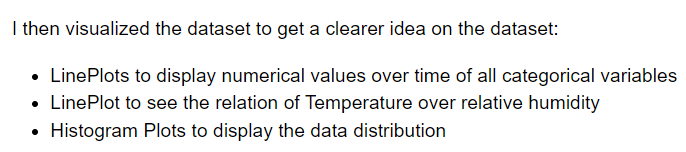 I then visualized the dataset to get a clearer idea on the dataset:
• LinePlots to display numerical values over time of all categorical variables
• LinePlot to see the relation of Temperature over relative humidity
• Histogram Plots to display the data distribution